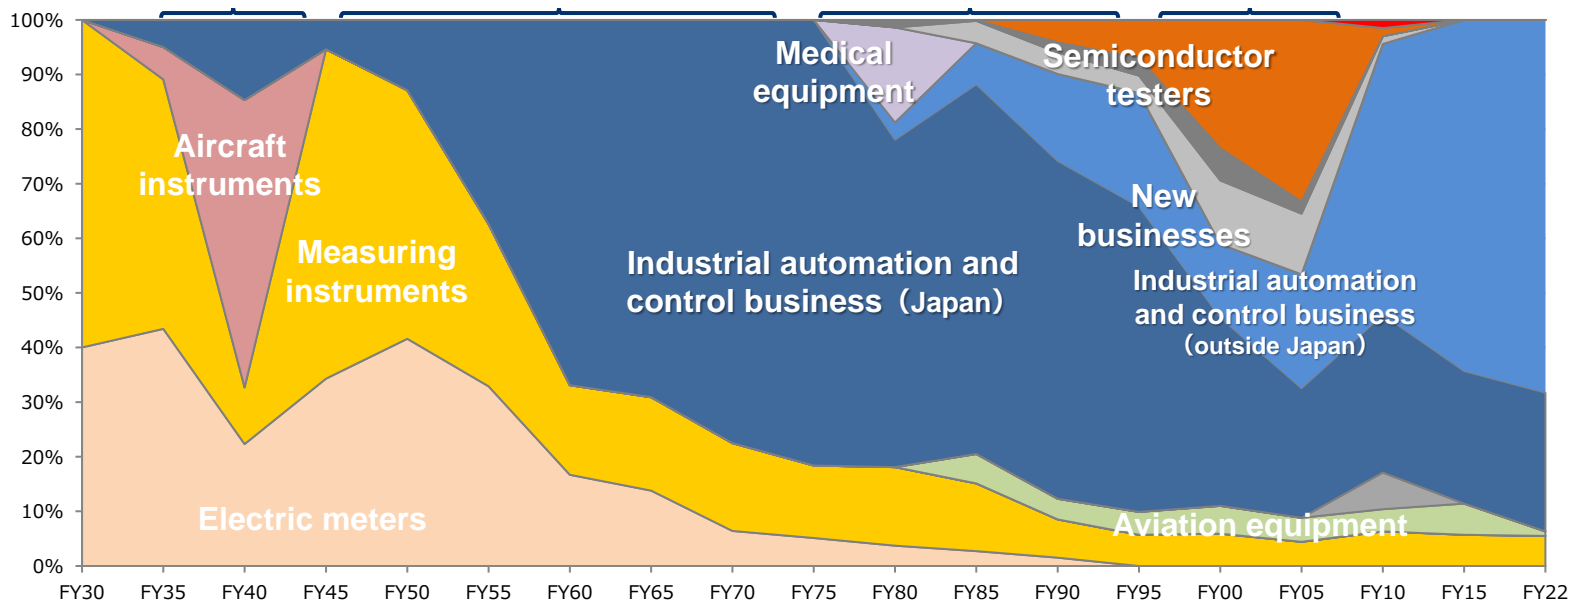 100%
90%
80%
70%
60%
50%
40%
30%
20%
10%
0%
Medical
equipment
Semiconductor
testers
Aircraft
instruments
New
businesses
Measuring
instruments
Industrial automation and
control business（Japan）
Industrial automation
and control business
（outside Japan）
Electric meters
Aviation equipment
FY30 FY35 FY40 FY45 FY50 FY55 FY60 FY65 FY70 FY75 FY80 FY85 FY90 FY95 FY00 FY05 FY10 FY15 FY22